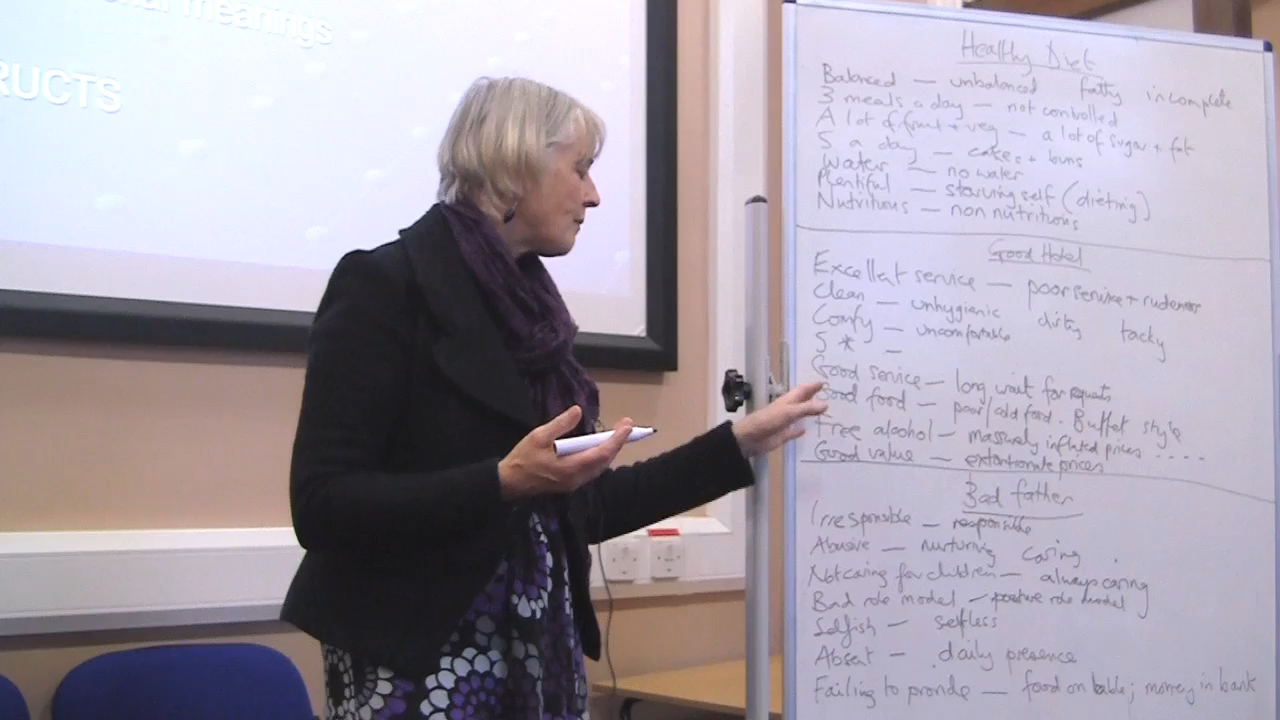 meanings
RUCTS
Healthy Diet
Balanced — unbalanced fatty incomplete
3 meals a day — not controlled
A lot of fruit + veg — a lot of sugar + fat
5 a day — cakes + buns
Water — no water
Plentiful — starving self (dieting)
Nutritious — non nutritious
Good Hotel
Excellent service — poor service + rudeness
Clean — unhygienic dirty tacky
Comfy — uncomfortable
5 * —
Good service — long wait for requests
Good food — poor/old food. Buffet style
Free alcohol — massively inflated prices ....
Good value — extortionate prices
Bad father
Irresponsible — responsible
Abusive — nurturing caring .
Not caring for children — always caring
Bad role model — positive role model
Selfish — selfless
Absent — daily presence
Failing to provide — food on table; money in bank